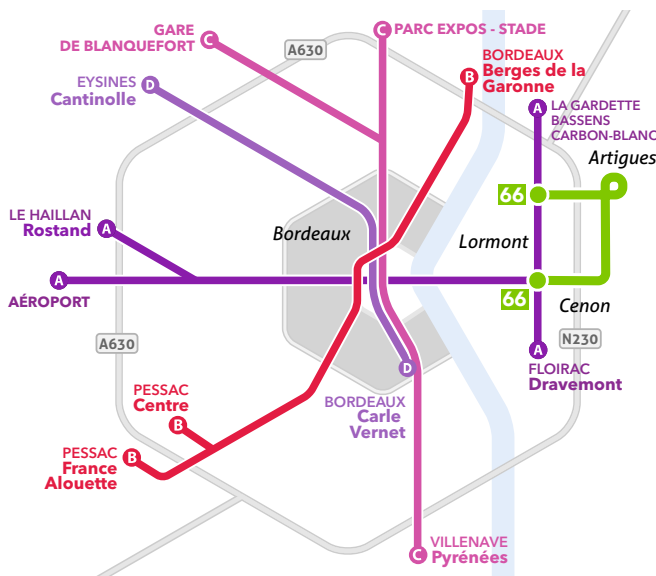 GARE
DE BLANQUEFORT
C
C
PARC EXPOS - STADE
A630
BORDEAUX
Berges de la
Garonne
B
EYSINES
Cantinolle
D
A
LA GARDETTE
BASSENS
CARBON-BLANC
Artigues
66
LE HAILLAN
Rostand
A
Bordeaux
Lormont
A
AÉROPORT
66
Cenon
A630
N230
A
FLOIRAC
Dravemont
D
BORDEAUX
Carle
Vernet
PESSAC
Centre
B
PESSAC
France
Alouette
B
C
VILLENAVE
Pyrénées